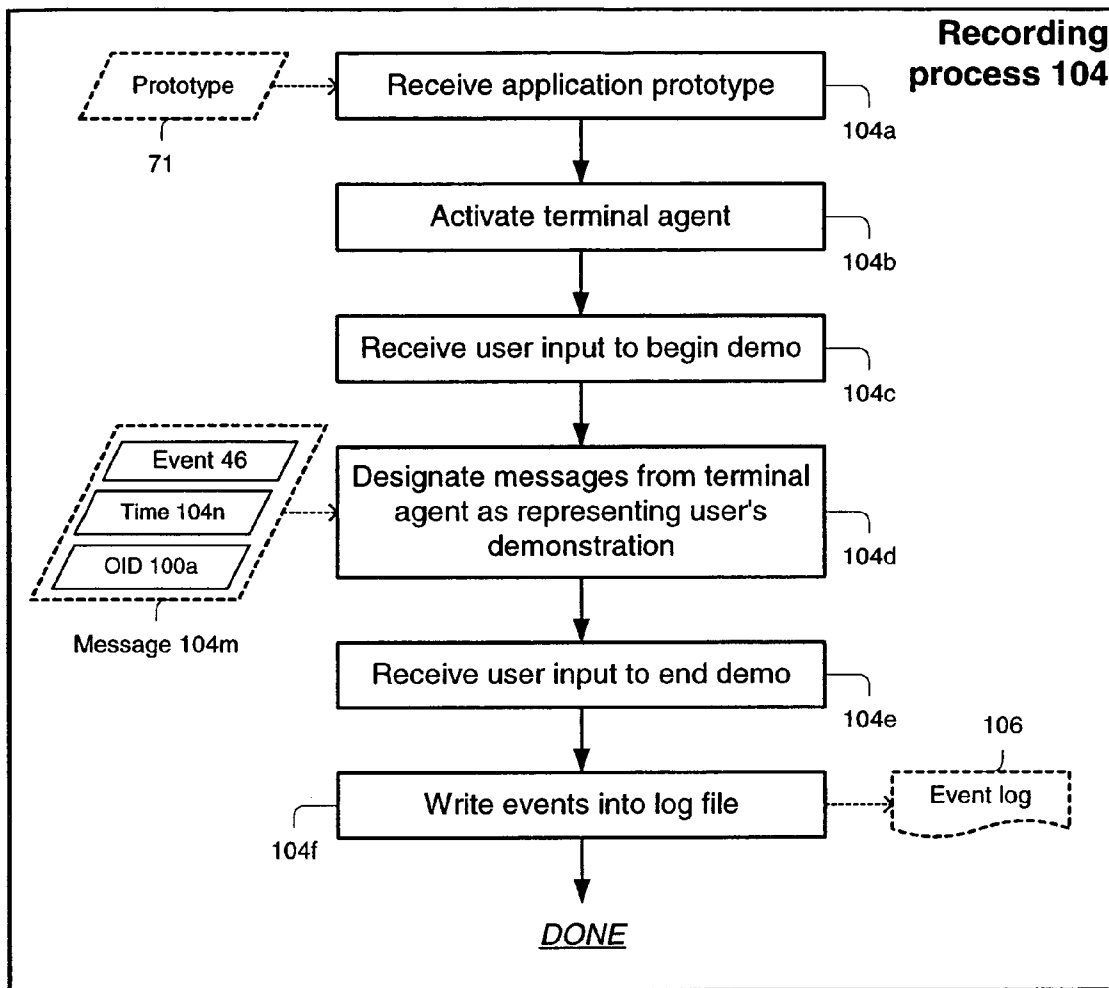 Recording
process 104
Prototype
71
Receive application prototype
104a
Activate terminal agent
104b
Receive user input to begin demo
104c
Event 46
Time 104n
OID 100a
Message 104m
Designate messages from terminal
agent as representing user's
demonstration
104d
Receive user input to end demo
104e
Write events into log file
104f
106
Event log
DONE